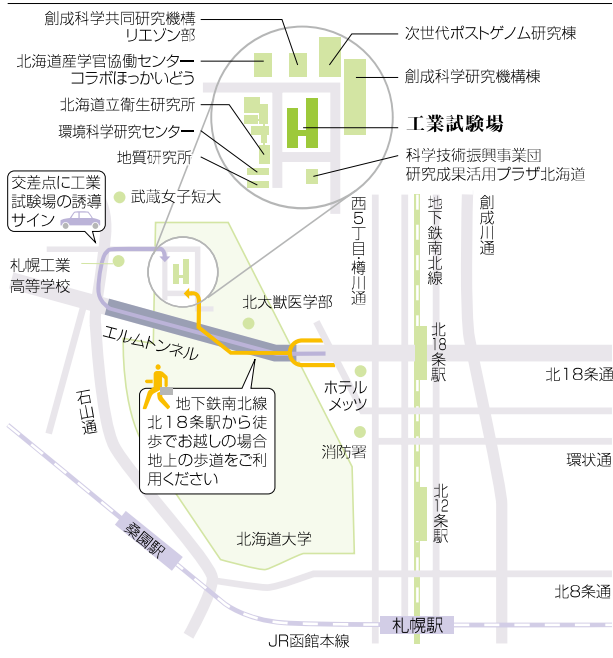 創成科学共同研究機構
リエゾン部
次世代ポストゲノム研究棟
北海道産学官協働センター
コラボほっかいどう
創成科学研究機構棟
北海道立衛生研究所
工業試験場
環境科学研究センター
地質研究所
科学技術振興事業団
研究成果活用プラザ北海道
交差点に工業
試験場の誘導
サイン
武蔵女子短大
西5丁目・樽川通
地下鉄南北線
創成川通
札幌工業
高等学校
北大獣医学部
エルムトンネル
北18条駅
北18条通
ホテル
メッツ
石山通
地下鉄南北線
北18条駅から徒
歩でお越しの場合
地上の歩道をご利
用ください
消防署
環状通
北12条駅
北海道大学
桑園駅
北8条通
札幌駅
JR函館本線